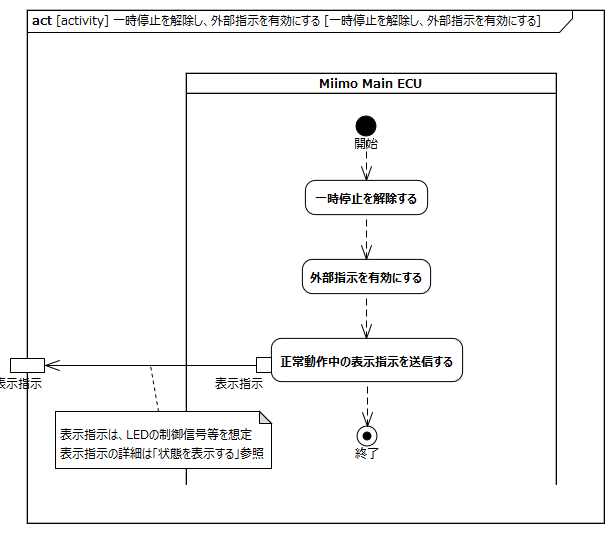 act [activity] 一時停止を解除し、外部指示を有効にする [一時停止を解除し、外部指示を有効にする]
Miimo Main ECU
開始
一時停止を解除する
外部指示を有効にする
正常動作中の表示指示を送信する
表示指示
表示指示
表示指示は、LEDの制御信号等を想定
表示指示の詳細は「状態を表示する」参照
終了